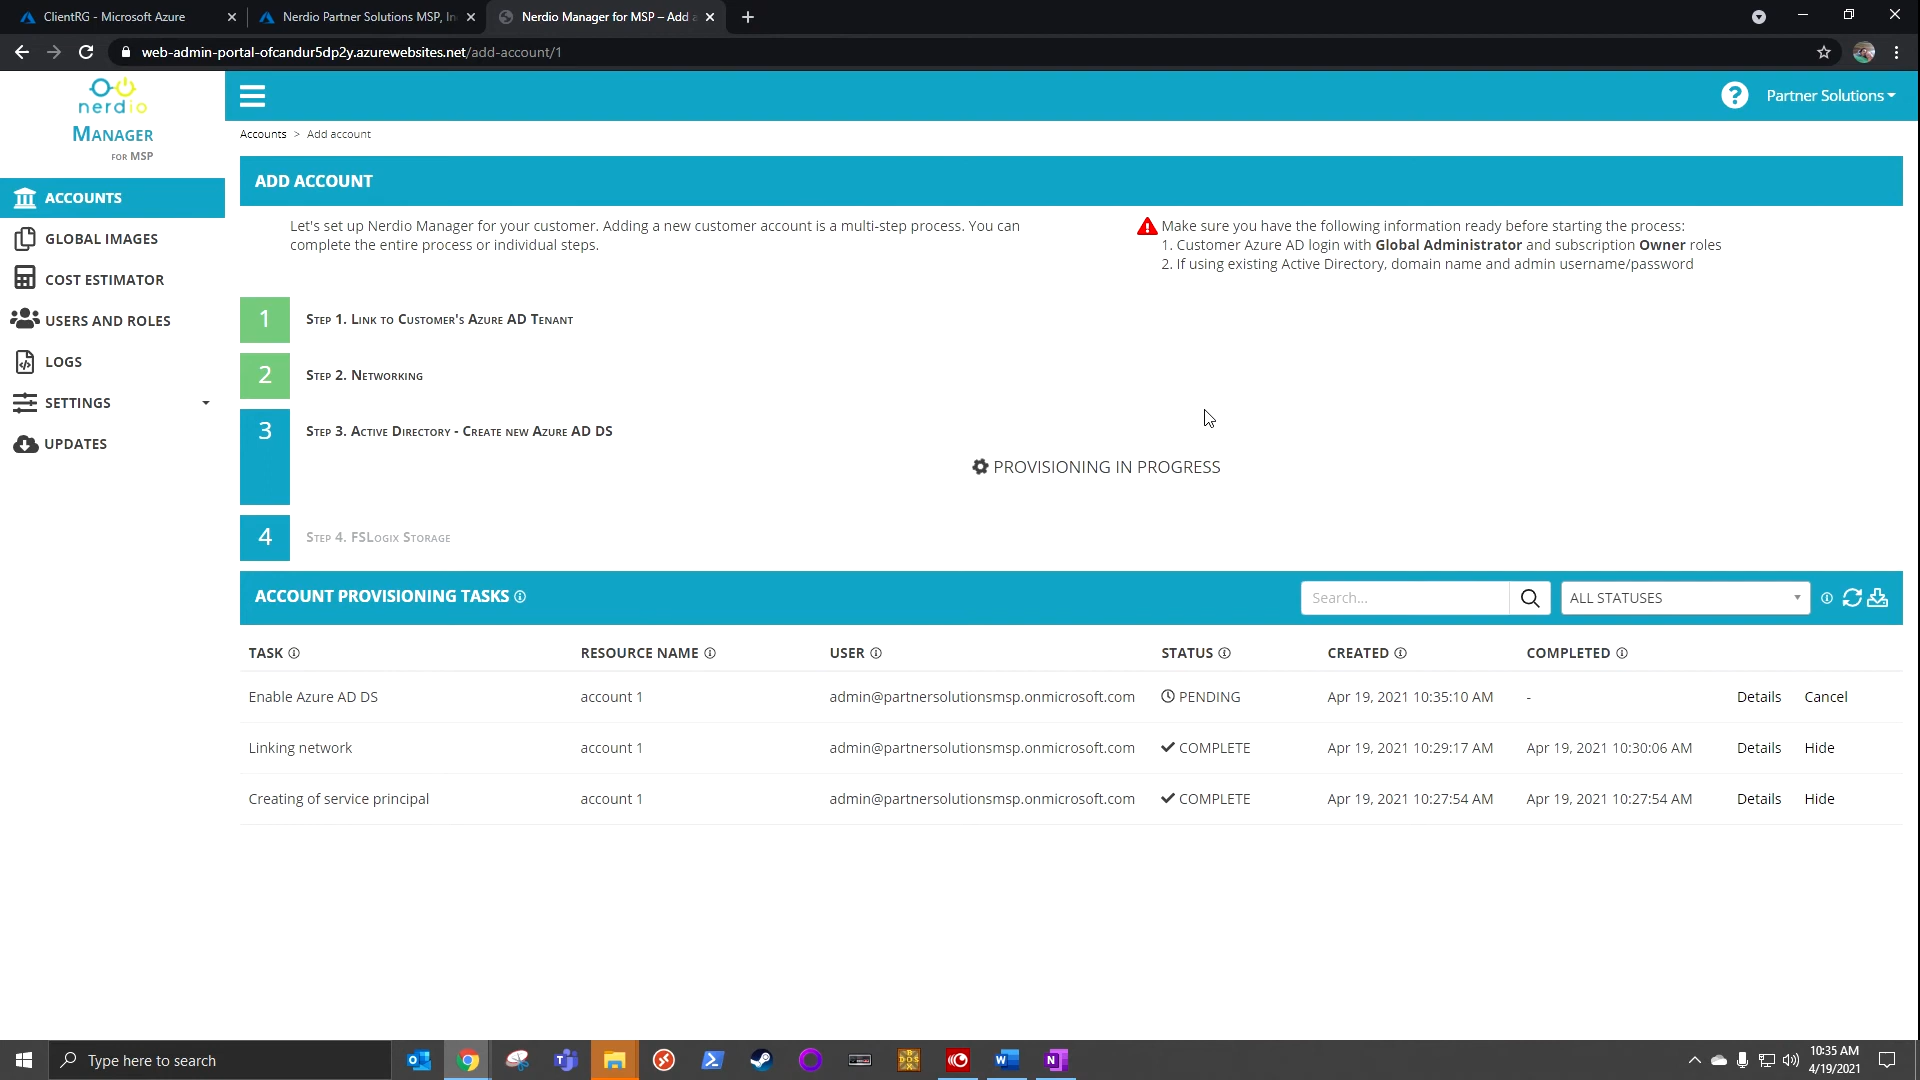 ClientRG - Microsoft Azure
Nerdio Partner Solutions MSP, In
Nerdio Manager for MSP – Add a
web-admin-portal-ofcandur5dp2y.azurewebsites.net/add-account/1
nerdio
MANAGER
FOR MSP
Partner Solutions
Accounts > Add account
ADD ACCOUNT
ACCOUNTS
GLOBAL IMAGES
COST ESTIMATOR
USERS AND ROLES
LOGS
SETTINGS
UPDATES
Let's set up Nerdio Manager for your customer. Adding a new customer account is a multi-step process. You can
complete the entire process or individual steps.
Make sure you have the following information ready before starting the process:
1. Customer Azure AD login with Global Administrator and subscription Owner roles
2. If using existing Active Directory, domain name and admin username/password
1 STEP 1. LINK TO CUSTOMER'S AZURE AD TENANT
2 STEP 2. NETWORKING
3 STEP 3. ACTIVE DIRECTORY - CREATE NEW AZURE AD DS
PROVISIONING IN PROGRESS
4 STEP 4. FSLOGIX STORAGE
ACCOUNT PROVISIONING TASKS
Search...
ALL STATUSES
TASK RESOURCE NAME USER STATUS CREATED COMPLETED
Enable Azure AD DS account 1 admin@partnersolutionsmsp.onmicrosoft.com PENDING Apr 19, 2021 10:35:10 AM - Details Cancel
Linking network account 1 admin@partnersolutionsmsp.onmicrosoft.com COMPLETE Apr 19, 2021 10:29:17 AM Apr 19, 2021 10:30:06 AM Details Hide
Creating of service principal account 1 admin@partnersolutionsmsp.onmicrosoft.com COMPLETE Apr 19, 2021 10:27:54 AM Apr 19, 2021 10:27:54 AM Details Hide
Type here to search
10:35 AM
4/19/2021